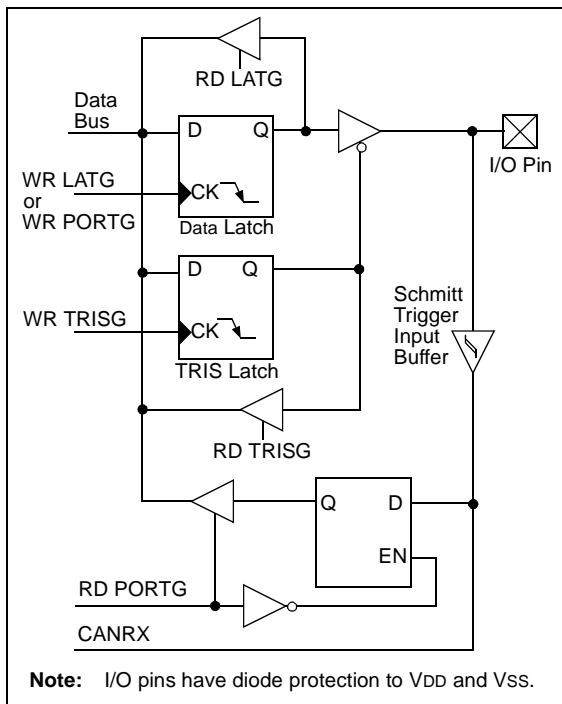 RD LATG
Data
Bus
D Q
I/O Pin
WR LATG
or
WR PORTG
CK
Data Latch
D Q
WR TRISG
CK
TRIS Latch
Schmitt
Trigger
Input
Buffer
RD TRISG
Q D
EN
RD PORTG
CANRX
Note: I/O pins have diode protection to VDD and VSS.